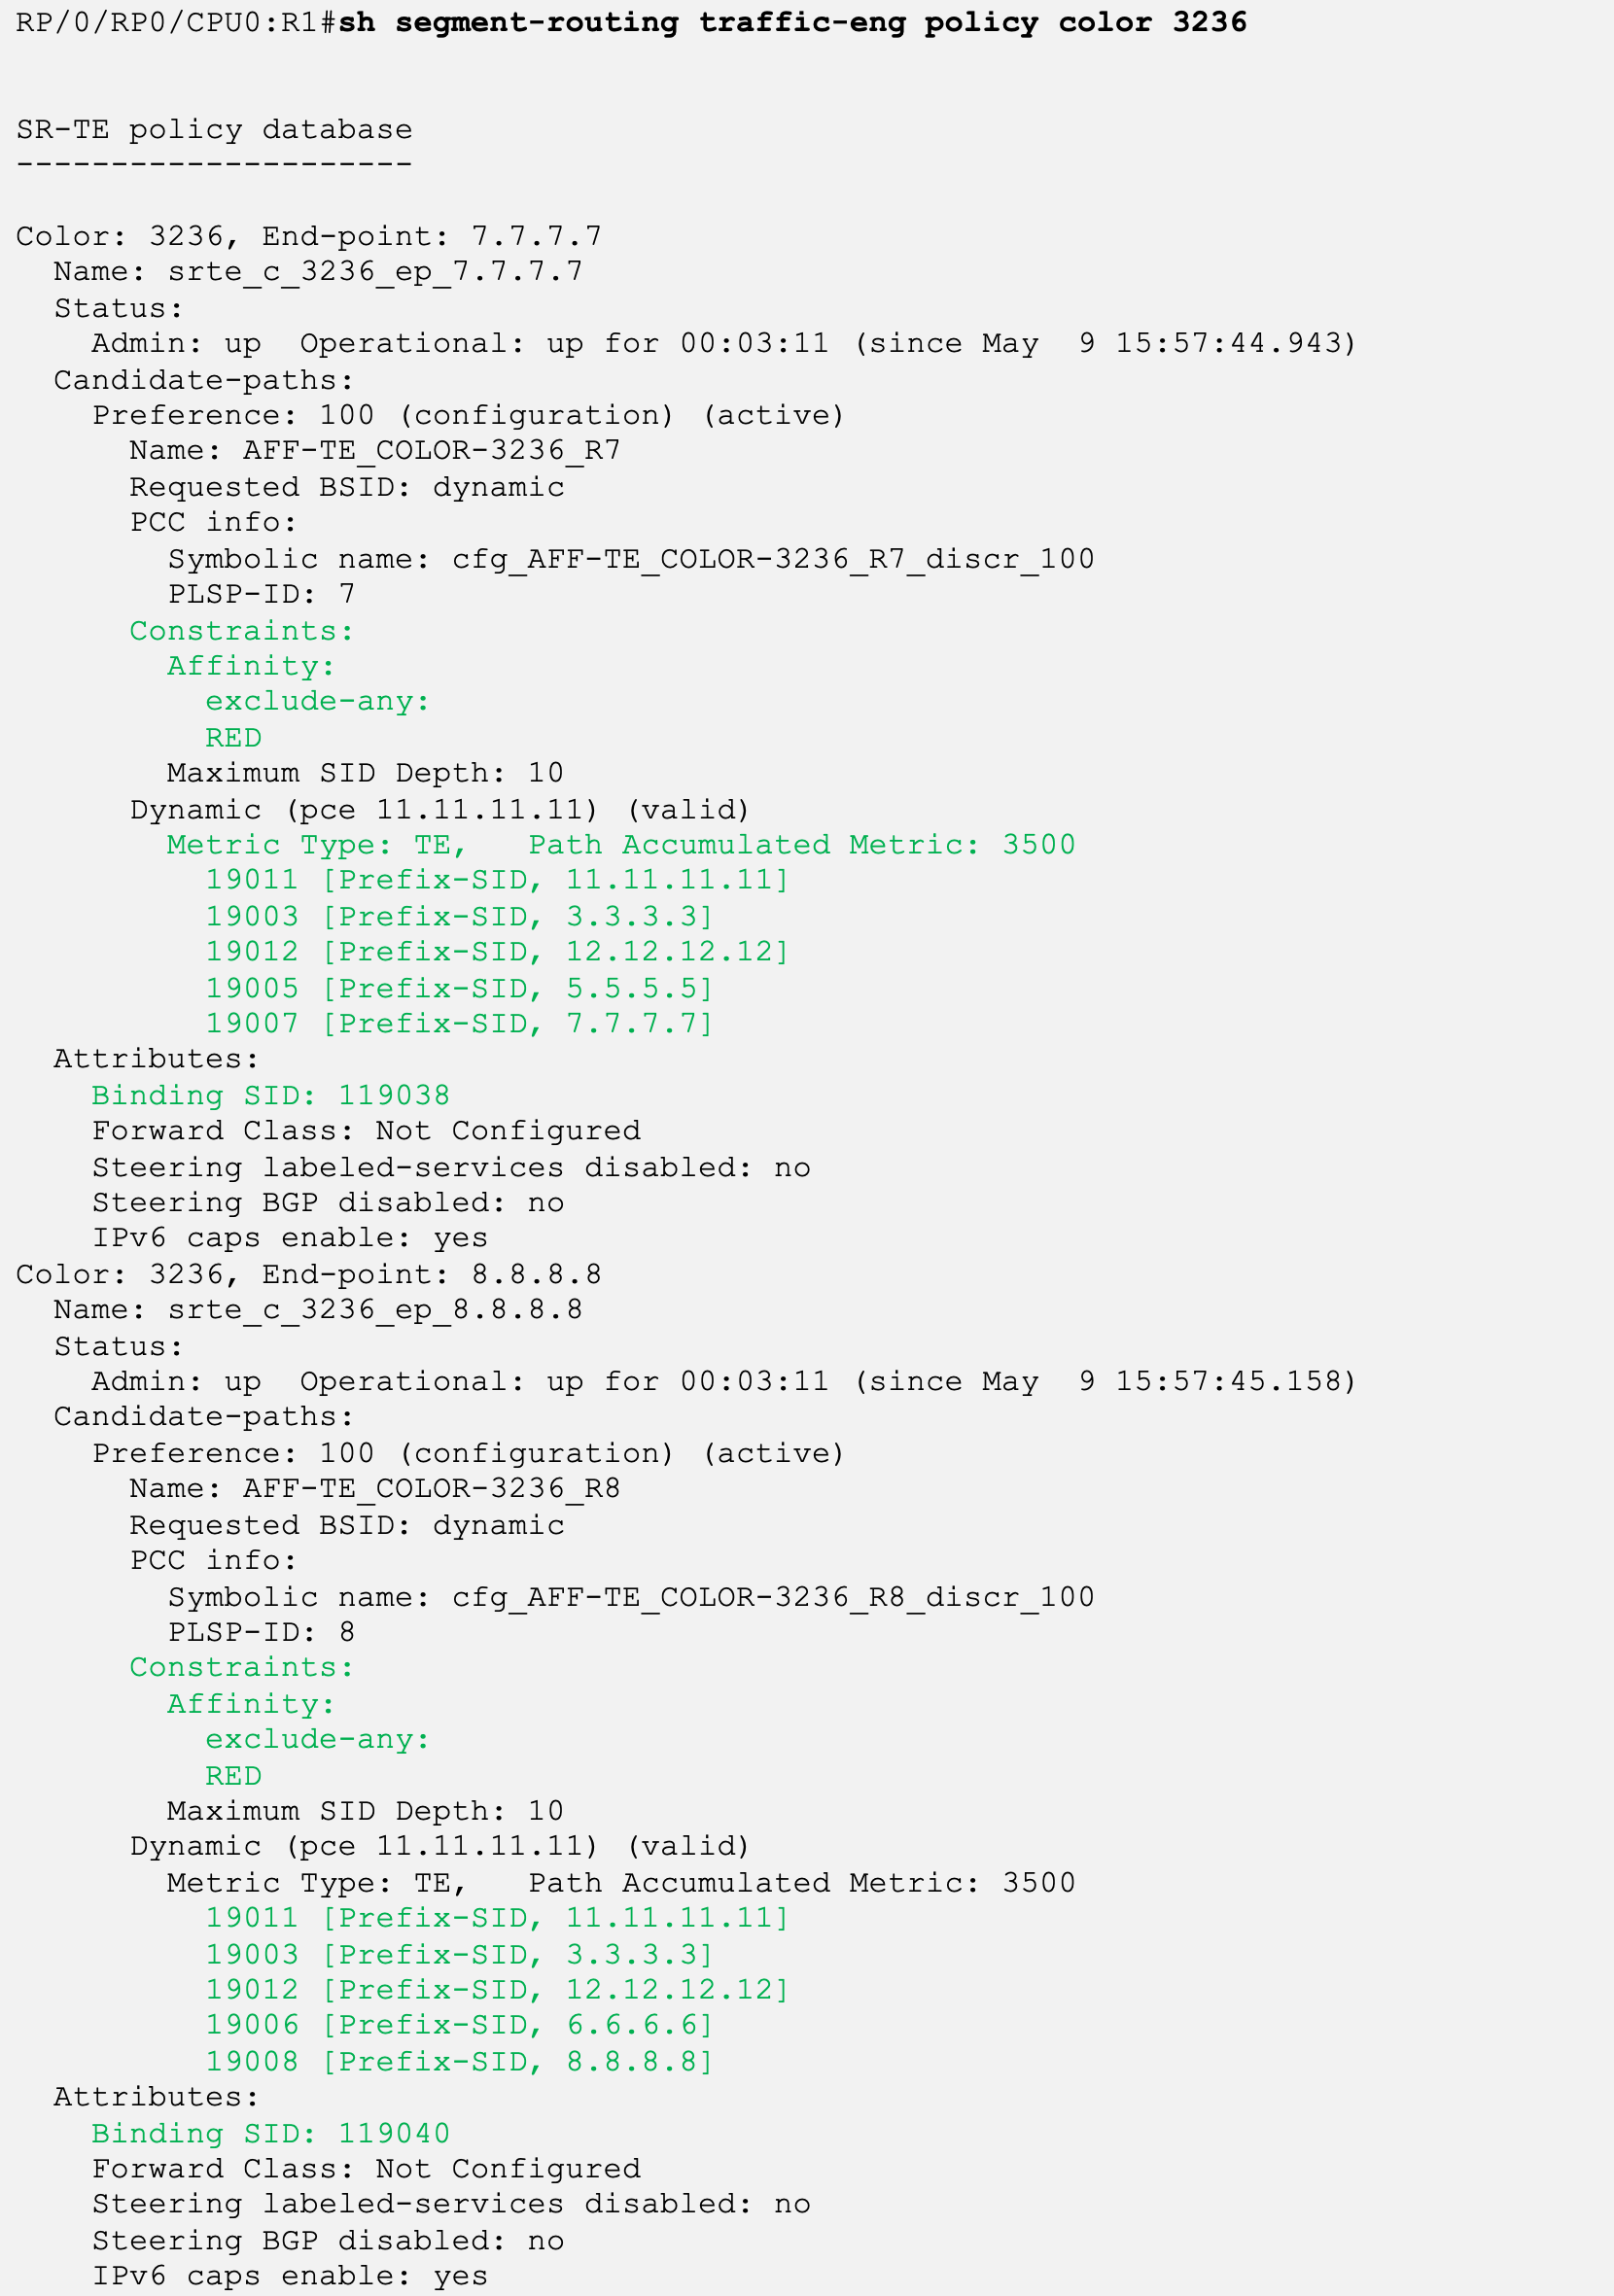 RP/0/RP0/CPU0:R1#sh segment-routing traffic-eng policy color 3236
SR-TE policy database
---------------------
Color: 3236, End-point: 7.7.7.7
  Name: srte_c_3236_ep_7.7.7.7
  Status:
    Admin: up  Operational: up for 00:03:11 (since May  9 15:57:44.943)
  Candidate-paths:
    Preference: 100 (configuration) (active)
      Name: AFF-TE_COLOR-3236_R7
      Requested BSID: dynamic
      PCC info:
        Symbolic name: cfg_AFF-TE_COLOR-3236_R7_discr_100
        PLSP-ID: 7
      Constraints:
        Affinity:
          exclude-any:
          RED
        Maximum SID Depth: 10
      Dynamic (pce 11.11.11.11) (valid)
        Metric Type: TE,   Path Accumulated Metric: 3500
          19011 [Prefix-SID, 11.11.11.11]
          19003 [Prefix-SID, 3.3.3.3]
          19012 [Prefix-SID, 12.12.12.12]
          19005 [Prefix-SID, 5.5.5.5]
          19007 [Prefix-SID, 7.7.7.7]
  Attributes:
    Binding SID: 119038
    Forward Class: Not Configured
    Steering labeled-services disabled: no
    Steering BGP disabled: no
    IPv6 caps enable: yes
Color: 3236, End-point: 8.8.8.8
  Name: srte_c_3236_ep_8.8.8.8
  Status:
    Admin: up  Operational: up for 00:03:11 (since May  9 15:57:45.158)
  Candidate-paths:
    Preference: 100 (configuration) (active)
      Name: AFF-TE_COLOR-3236_R8
      Requested BSID: dynamic
      PCC info:
        Symbolic name: cfg_AFF-TE_COLOR-3236_R8_discr_100
        PLSP-ID: 8
      Constraints:
        Affinity:
          exclude-any:
          RED
        Maximum SID Depth: 10
      Dynamic (pce 11.11.11.11) (valid)
        Metric Type: TE,   Path Accumulated Metric: 3500
          19011 [Prefix-SID, 11.11.11.11]
          19003 [Prefix-SID, 3.3.3.3]
          19012 [Prefix-SID, 12.12.12.12]
          19006 [Prefix-SID, 6.6.6.6]
          19008 [Prefix-SID, 8.8.8.8]
  Attributes:
    Binding SID: 119040
    Forward Class: Not Configured
    Steering labeled-services disabled: no
    Steering BGP disabled: no
    IPv6 caps enable: yes